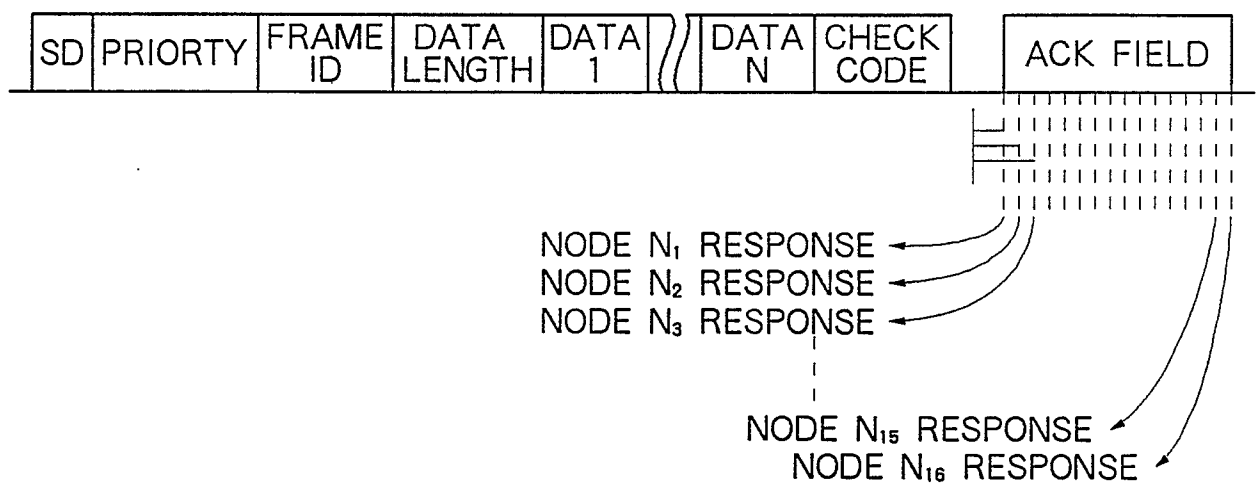 SD PRIORTY FRAME ID DATA LENGTH DATA 1 DATA N CHECK CODE ACK FIELD
NODE N₁ RESPONSE
NODE N₂ RESPONSE
NODE N₃ RESPONSE
NODE N₁₅ RESPONSE
NODE N₁₆ RESPONSE